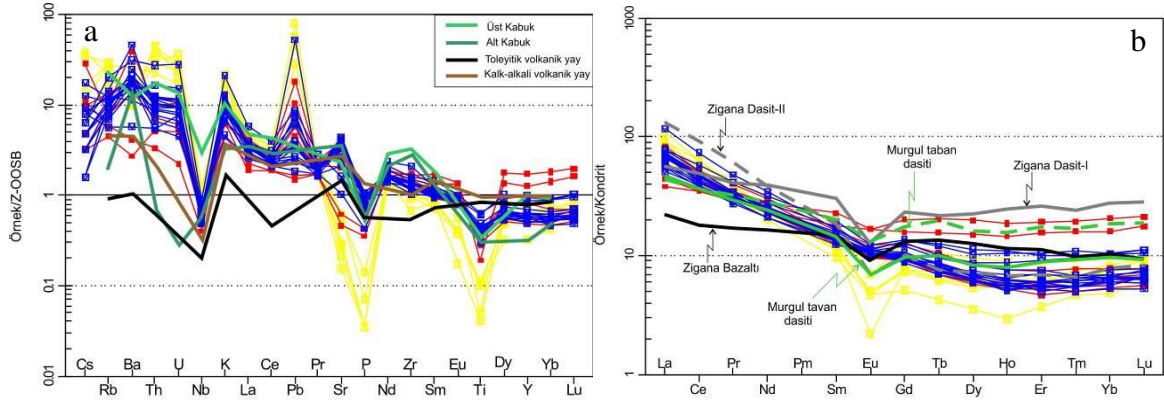 a
Üst Kabuk
Alt Kabuk
Toleyitik volkanik yay
Kalk-alkali volkanik yay
Örnek/Z-OOSB
100
10
1
0.1
0.01
Cs Ba U K Ce Pr P Zr Eu Dy Yb
Rb Th Nb La Pb Sr Nd Sm Ti Y Lu
b
Zigana Dasit-II
Murgul taban
dasiti
Zigana Dasit-I
Zigana Bazaltı
Murgul tavan
dasiti
Örnek/Kondrit
1000
100
10
1
La Pr Pm Eu Tb Ho Tm Lu
Ce Nd Sm Gd Dy Er Yb